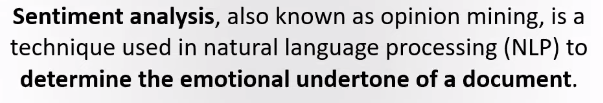 Sentiment analysis, also known as opinion mining, is a
technique used in natural language processing (NLP) to
determine the emotional undertone of a document.